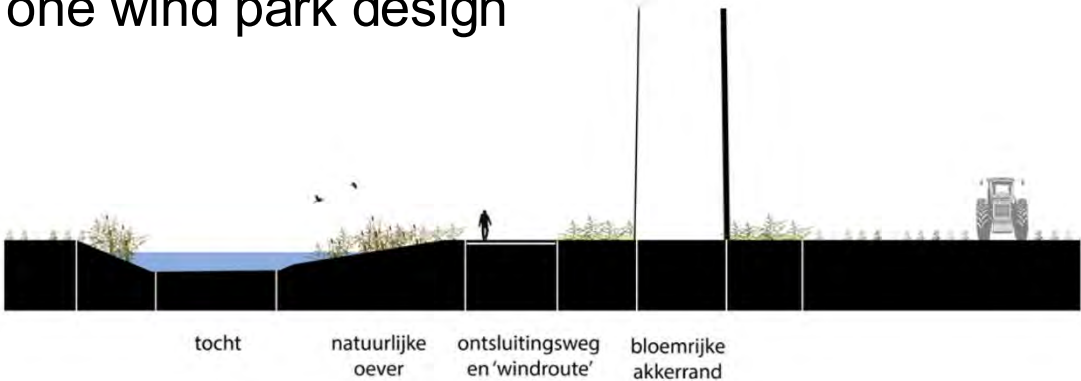 one wind park design
tocht
natuurlijke
oever
ontsluitingsweg
en 'windroute'
bloemrijke
akkerrand